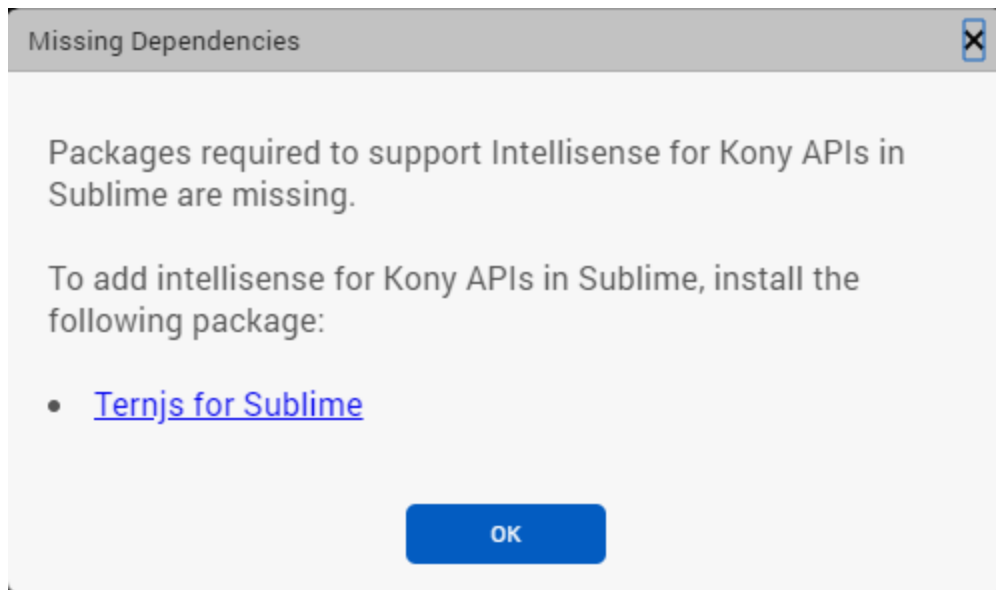 Missing Dependencies
Packages required to support Intellisense for Kony APIs in
Sublime are missing.
To add intellisense for Kony APIs in Sublime, install the
following package:
• Ternjs for Sublime
OK